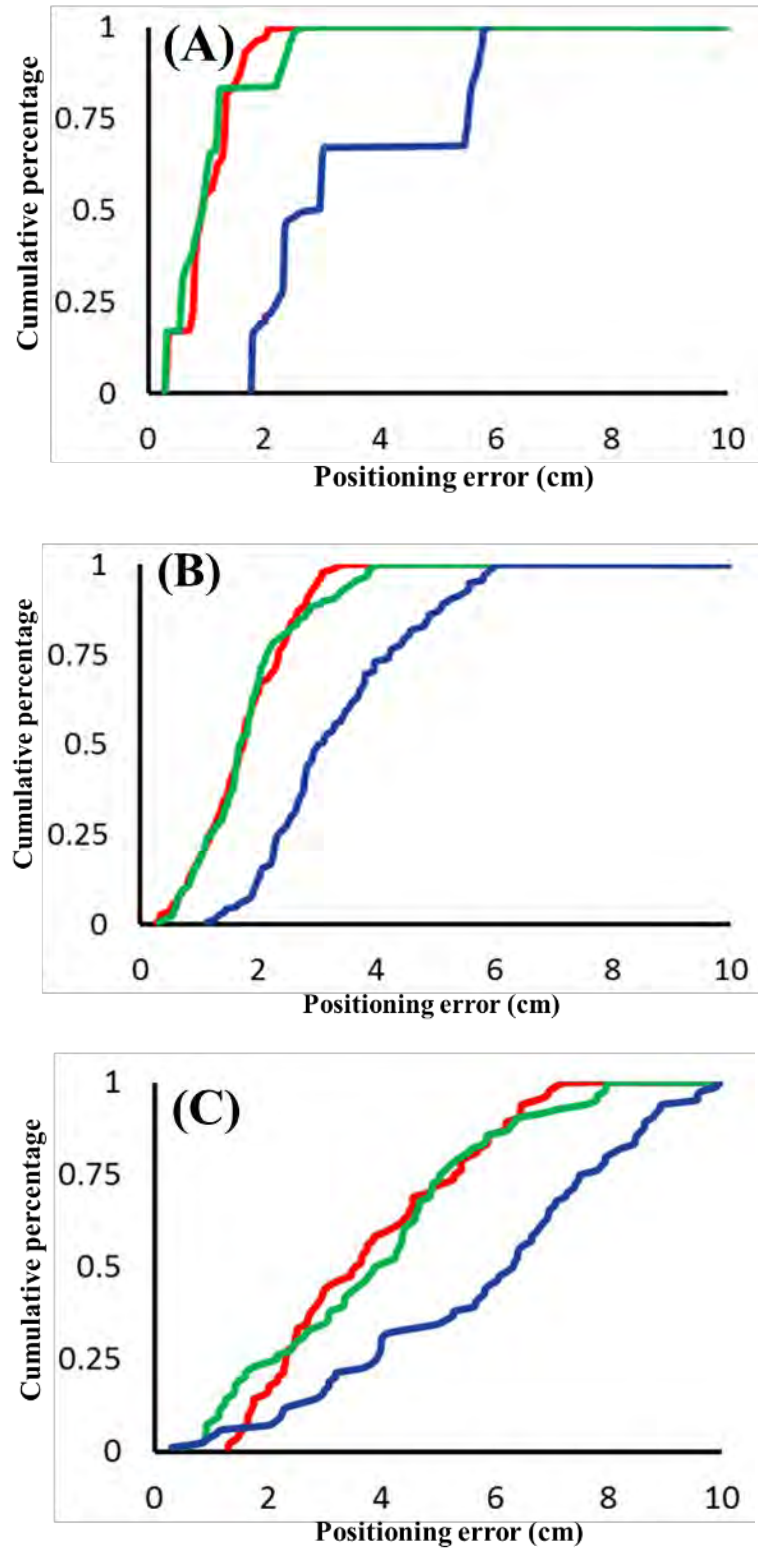 (A)
1
0.75
0.5
0.25
0
Cumulative percentage
0 2 4 6 8 10
Positioning error (cm)
(B)
1
0.75
0.5
0.25
0
Cumulative percentage
0 2 4 6 8 10
Positioning error (cm)
(C)
1
0.75
0.5
0.25
0
Cumulative percentage
0 2 4 6 8 10
Positioning error (cm)